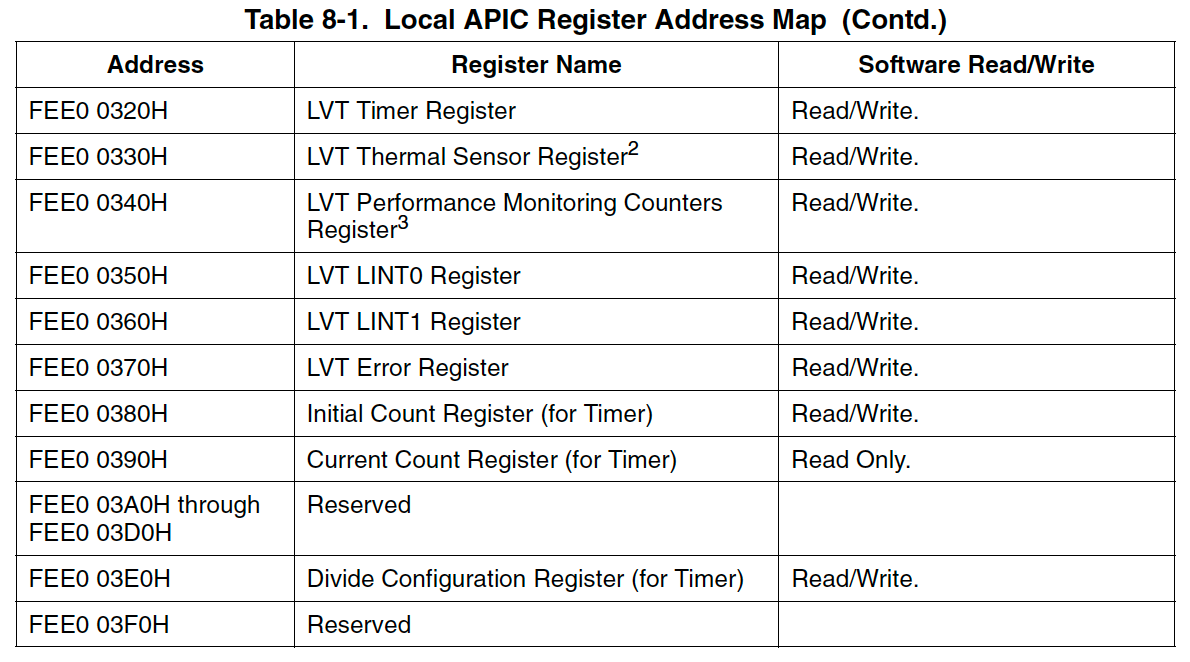 Table 8-1. Local APIC Register Address Map (Contd.)
Address Register Name Software Read/Write
FEE0 0320H LVT Timer Register Read/Write.
FEE0 0330H LVT Thermal Sensor Register2 Read/Write.
FEE0 0340H LVT Performance Monitoring Counters Read/Write.
Register3
FEE0 0350H LVT LINT0 Register Read/Write.
FEE0 0360H LVT LINT1 Register Read/Write.
FEE0 0370H LVT Error Register Read/Write.
FEE0 0380H Initial Count Register (for Timer) Read/Write.
FEE0 0390H Current Count Register (for Timer) Read Only.
FEE0 03A0H through Reserved
FEE0 03D0H
FEE0 03E0H Divide Configuration Register (for Timer) Read/Write.
FEE0 03F0H Reserved